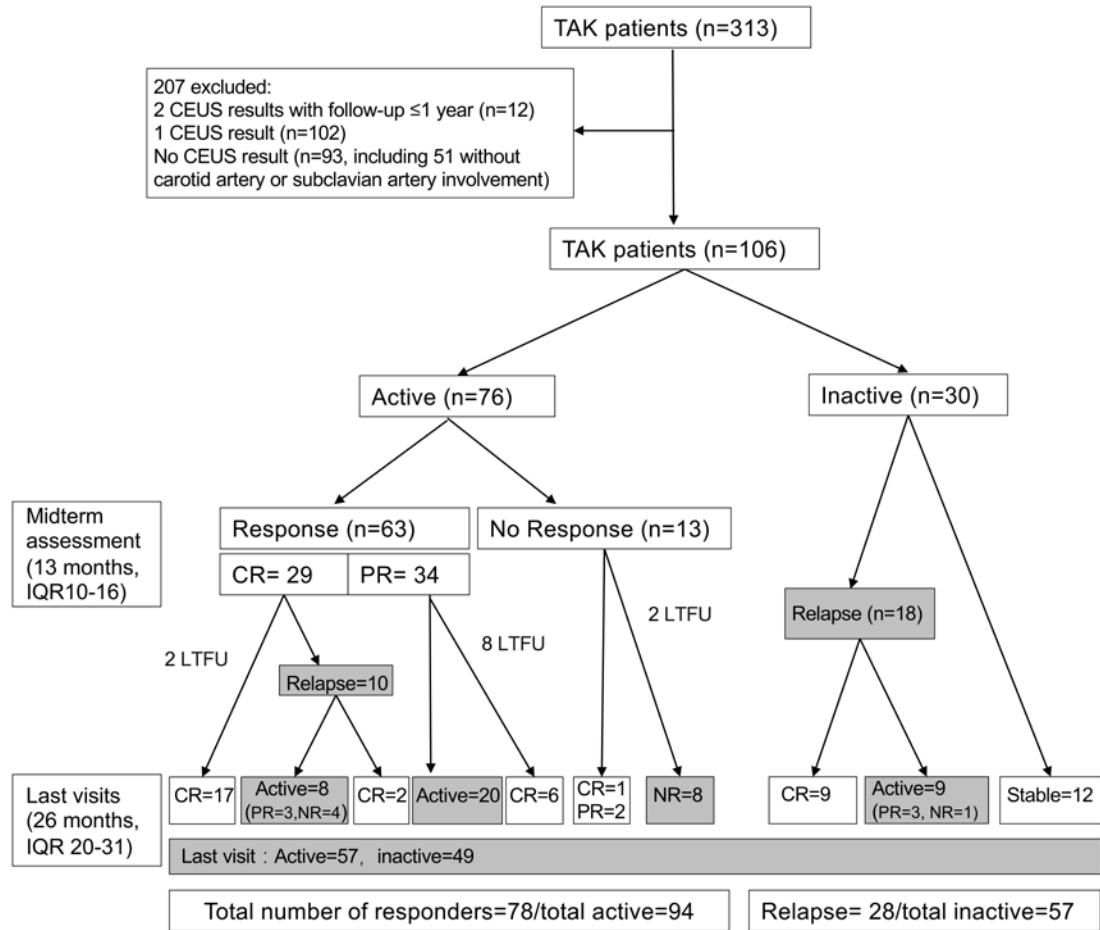 TAK patients (n=313)
207 excluded:
2 CEUS results with follow-up ≤1 year (n=12)
1 CEUS result (n=102)
No CEUS result (n=93, including 51 without
carotid artery or subclavian artery involvement)
TAK patients (n=106)
Active (n=76)
Inactive (n=30)
Midterm
assessment
(13 months,
IQR10-16)
Response (n=63)
No Response (n=13)
CR= 29
PR= 34
Relapse (n=18)
2 LTFU
8 LTFU
2 LTFU
Relapse=10
Last visits
(26 months,
IQR 20-31)
CR=17
Active=8
(PR=3,NR=4)
CR=2
Active=20
CR=6
CR=1
PR=2
NR=8
CR=9
Active=9
(PR=3, NR=1)
Stable=12
Last visit : Active=57, inactive=49
Total number of responders=78/total active=94
Relapse= 28/total inactive=57